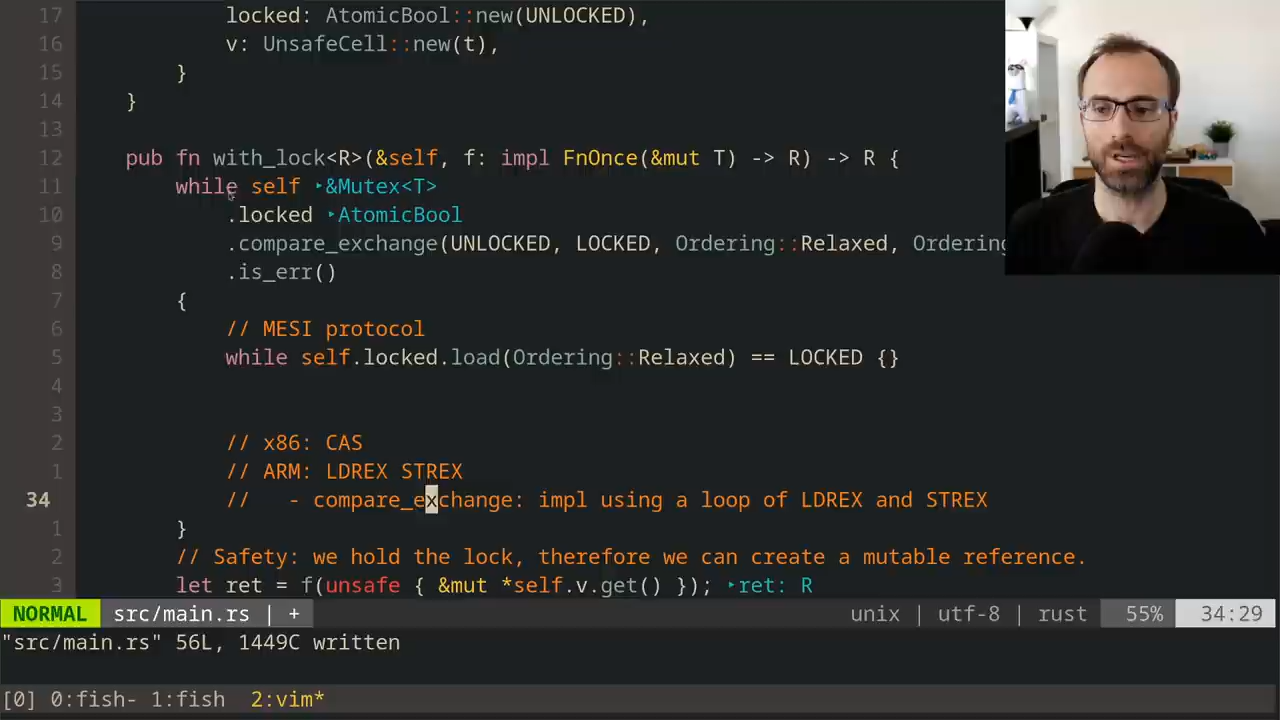 17 locked: AtomicBool::new(UNLOCKED),
16 v: UnsafeCell::new(t),
15 }
14 }
13
12 pub fn with_lock<R>(&self, f: impl FnOnce(&mut T) -> R) -> R {
11 while self ‣&Mutex<T>
10 .locked ‣AtomicBool
9 .compare_exchange(UNLOCKED, LOCKED, Ordering::Relaxed, Ordering
8 .is_err()
7 {
6 // MESI protocol
5 while self.locked.load(Ordering::Relaxed) == LOCKED {}
4
3
2 // x86: CAS
1 // ARM: LDREX STREX
34 //   - compare_exchange: impl using a loop of LDREX and STREX
1 }
2 // Safety: we hold the lock, therefore we can create a mutable reference.
3 let ret = f(unsafe { &mut *self.v.get() }); ‣ret: R
NORMAL src/main.rs | + unix | utf-8 | rust 55% 34:29
"src/main.rs" 56L, 1449C written
[0] 0:fish- 1:fish 2:vim*